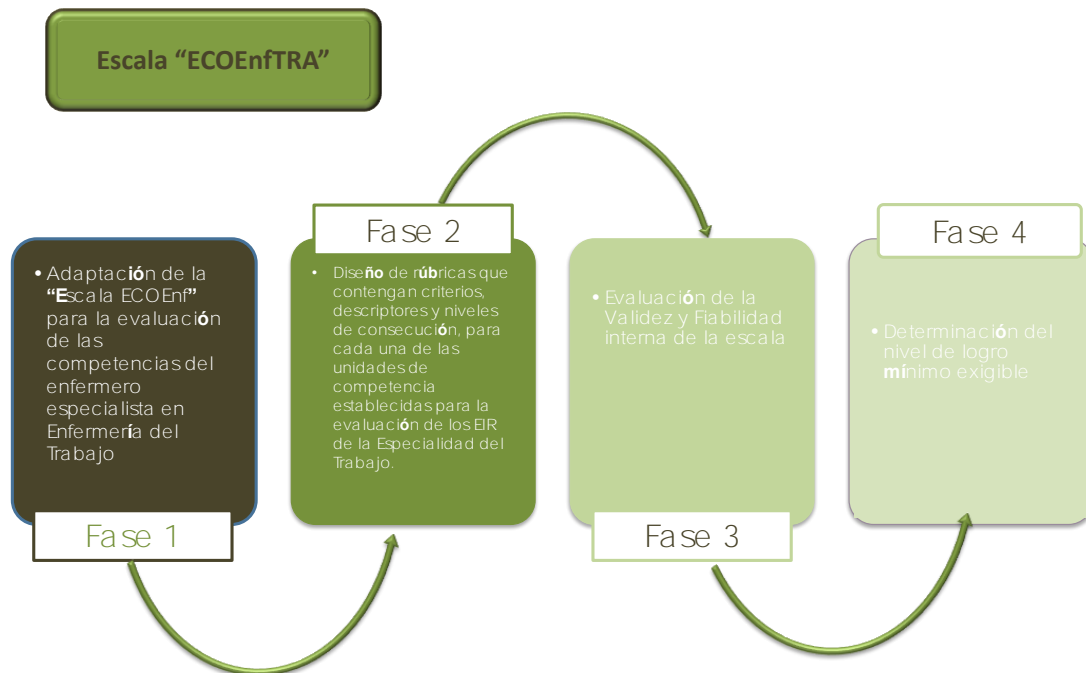 Escala “ECOEnfTRA”
• Adaptación de la
“Escala ECOEnf”
para la evaluación
de las
competencias del
enfermero
especialista en
Enfermería del
Trabajo
Fase 1
Fase 2
• Diseño de rúbricas que
contengan criterios,
descriptores y niveles
de consecución, para
cada una de las
unidades de
competencia
establecidas para la
evaluación de los EIR
de la Especialidad del
Trabajo.
• Evaluación de la
Validez y Fiabilidad
interna de la escala
Fase 3
Fase 4
• Determinación del
nivel de logro
mínimo exigible